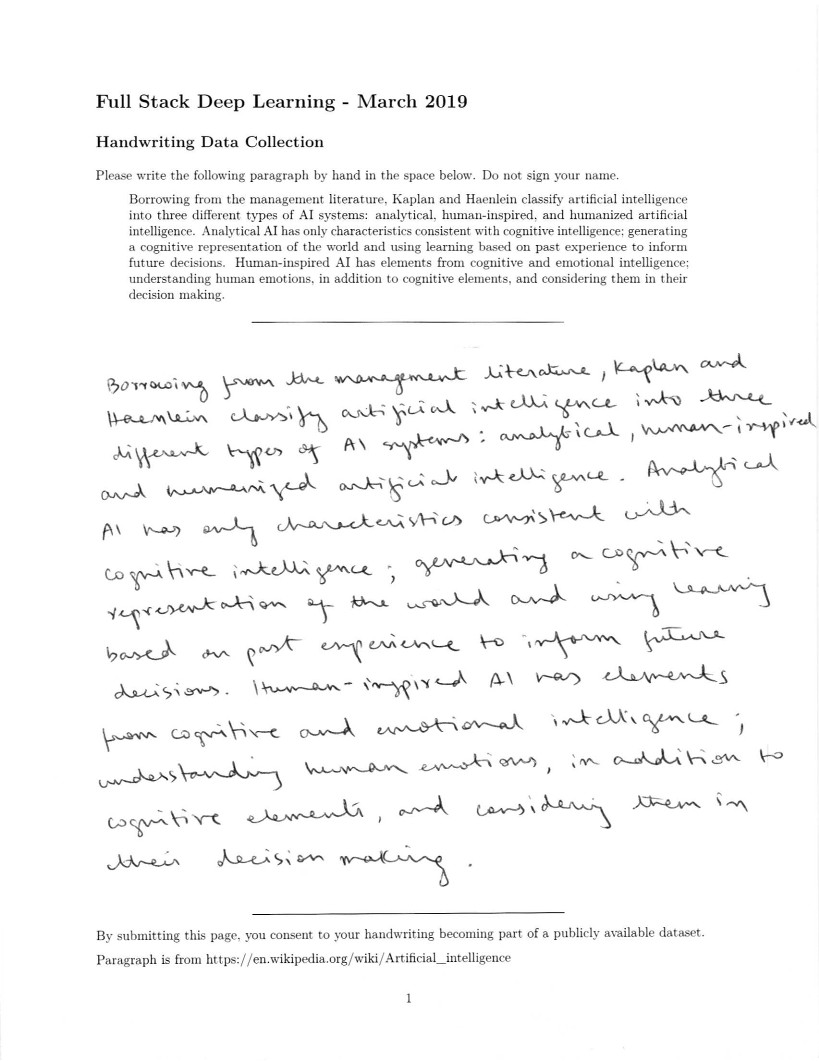 Full Stack Deep Learning - March 2019
Handwriting Data Collection
Please write the following paragraph by hand in the space below. Do not sign your name.
Borrowing from the management literature, Kaplan and Haenlein classify artificial intelligence
into three different types of AI systems: analytical, human-inspired, and humanized artificial
intelligence. Analytical AI has only characteristics consistent with cognitive intelligence; generating
a cognitive representation of the world and using learning based on past experience to inform
future decisions. Human-inspired AI has elements from cognitive and emotional intelligence;
understanding human emotions, in addition to cognitive elements, and considering them in their
decision making.
Borrowing from the management literature, Kaplan and
Haenlein classify artificial intelligence into three
different types of AI systems: analytical, human-inspired
and humanized artificial intelligence. Analytical
AI has only characteristics consistent with
cognitive intelligence; generating a cognitive
representation of the world and using learning
based on past experience to inform future
decisions. Human-inspired AI has elements
from cognitive and emotional intelligence;
understanding human emotions, in addition to
cognitive elements, and considering them in
their decision making.
By submitting this page, you consent to your handwriting becoming part of a publicly available dataset.
Paragraph is from https://en.wikipedia.org/wiki/Artificial_intelligence
1